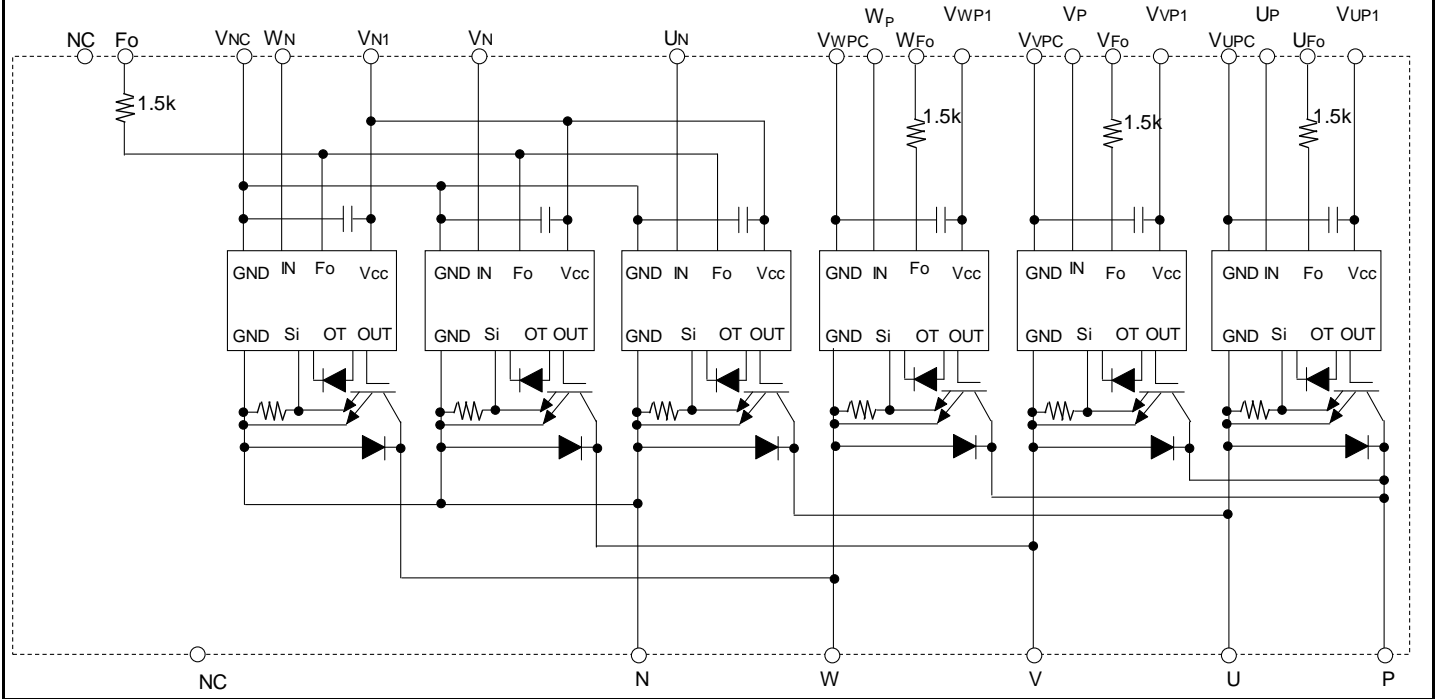 WP VWP1 VP VVP1 UP VUP1
NC Fo VNC WN VN1 VN UN VWPC WFo VVPC VFo VUPC UFo
1.5k
1.5k 1.5k 1.5k
GND IN Fo Vcc GND IN Fo Vcc GND IN Fo Vcc GND IN Fo Vcc GND IN Fo Vcc GND IN Fo Vcc
GND Si OT OUT GND Si OT OUT GND Si OT OUT GND Si OT OUT GND Si OT OUT GND Si OT OUT
NC N W V U P